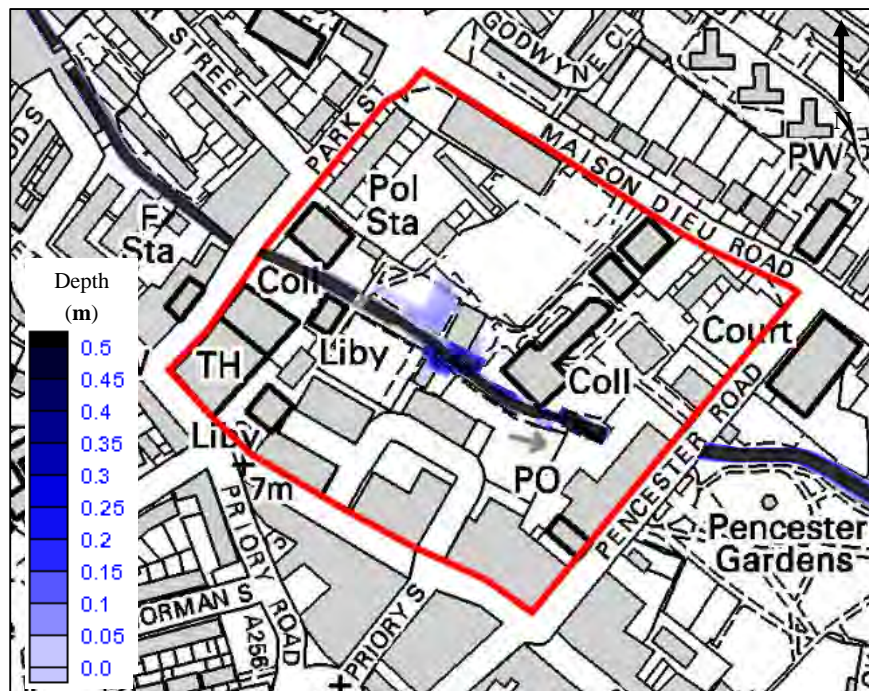 GODWYNE CL
STREET
PARK S
MAISON DIEU ROAD
N
PW
Pol
Sta
F
Sta
Coll
Court
Liby
TH
Coll
Liby
7m
PO
PENCESTER ROAD
Pencester
Gardens
PRIORY ROAD
ORMAN S
A256
PRIORY S
Depth
(m)
0.5
0.45
0.4
0.35
0.3
0.25
0.2
0.15
0.1
0.05
0.0